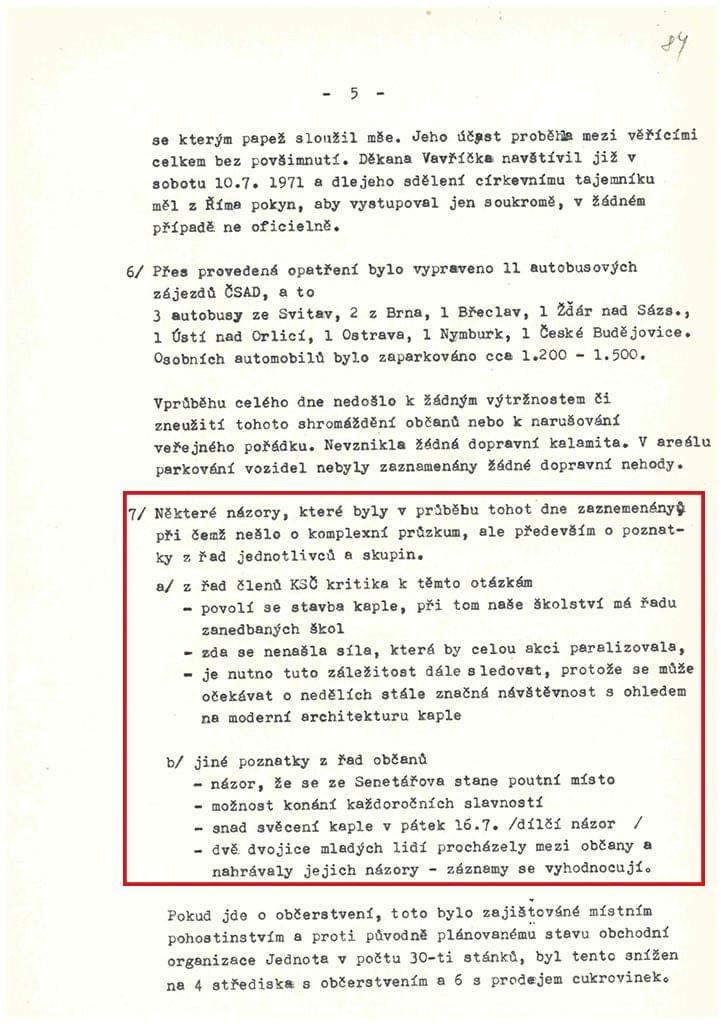 84
- 5 -
se kterým papež sloužil mše. Jeho účast proběhla mezi věřícími
celkem bez povšimnutí. Děkana Vavříčka navštívil již v
sobotu 10.7. 1971 a dlejeho sdělení církevnímu tajemníku
měl z Říma pokyn, aby vystupoval jen soukromě, v žádném
případě ne oficielně.
6/ Přes provedená opatření bylo vypraveno 11 autobusových
zájezdů ČSAD, a to
3 autobusy ze Svitav, 2 z Brna, 1 Břeclav, 1 Žďár nad Sázs.,
1 Ústí nad Orlicí, 1 Ostrava, 1 Nymburk, 1 České Budějovice.
Osobních automobilů bylo zaparkováno cca 1.200 - 1.500.
Vprůběhu celého dne nedošlo k žádným výtržnostem či
zneužití tohoto shromáždění občanů nebo k narušování
veřejného pořádku. Nevznikla žádná dopravní kalamita. V areálu
parkování vozidel nebyly zaznamenány žádné dopravní nehody.
7/ Některé názory, které byly v průběhu tohot dne zaznemenány,
při čemž nešlo o komplexní průzkum, ale především o poznat-
ky z řad jednotlivců a skupin.
a/ z řad členů KSČ kritika k těmto otázkám
- povolí se stavba kaple, při tom naše školství má řadu
zanedbaných škol
- zda se nenašla síla, která by celou akci paralizovala,
- je nutno tuto záležitost dále sledovat, protože se může
očekávat o nedělích stále značná návštěvnost s ohledem
na moderní architekturu kaple
b/ jiné poznatky z řad občanů
- názor, že se ze Senetářova stane poutní místo
- možnost konání každoročních slavností
- snad svěcení kaple v pátek 16.7. /dílčí názor /
- dvě dvojice mladých lidí procházely mezi občany a
nahrávaly jejich názory - záznamy se vyhodnocují.
Pokud jde o občerstvení, toto bylo zajišťováné místním
pohostinstvím a proti původně plánovanému stavu obchodní
organizace Jednota v počtu 30-ti stánků, byl tento snížen
na 4 střediska s občerstvením a 6 s prodejem cukrovinek.